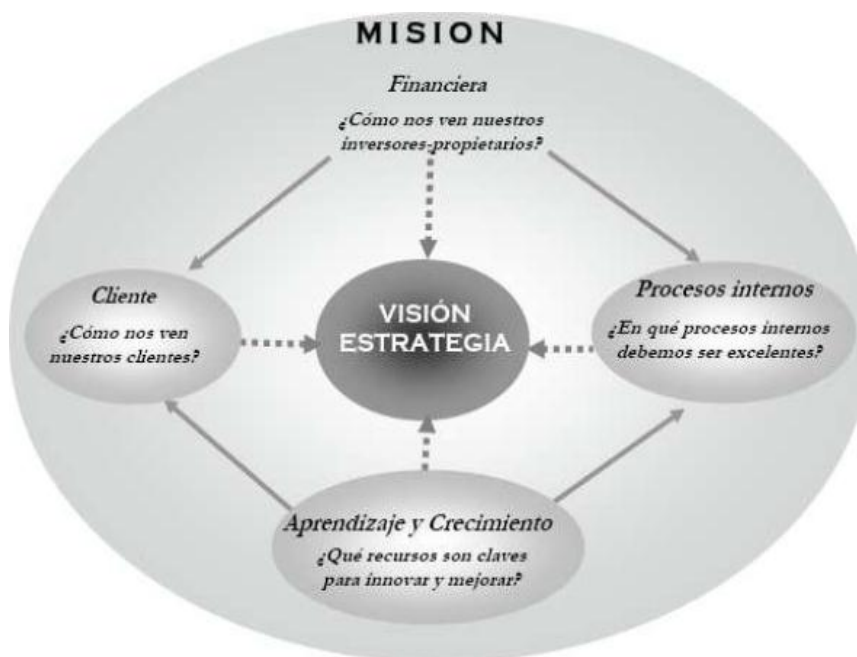 MISION
Financiera
¿Cómo nos ven nuestros
inversores-propietarios?
Cliente
¿Cómo nos ven
nuestros clientes?
VISIÓN
ESTRATEGIA
Procesos internos
¿En qué procesos internos
debemos ser excelentes?
Aprendizaje y Crecimiento
¿Qué recursos son claves
para innovar y mejorar?